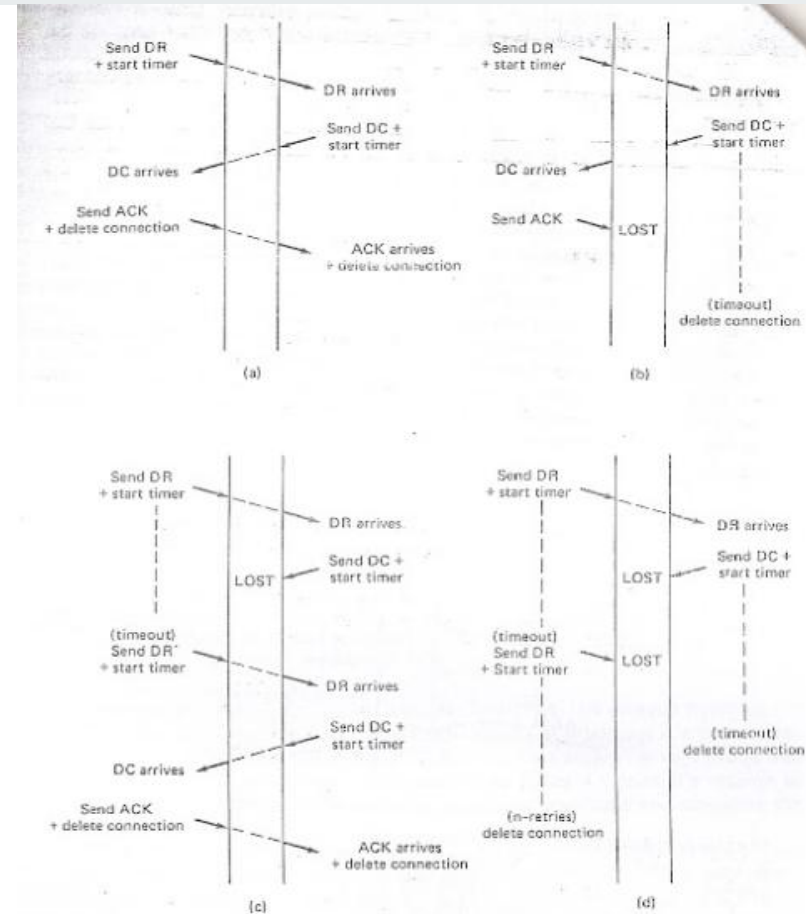 Send DR
+ start timer
DR arrives
Send DC +
start timer
DC arrives
Send ACK
+ delete connection
ACK arrives
+ delete connection
(a)
Send DR
+ start timer
DR arrives
Send DC +
start timer
DC arrives
Send ACK
LOST
(timeout)
delete connection
(b)
Send DR
+ start timer
DR arrives
LOST
Send DC +
start timer
(timeout)
Send DR
+ start timer
DR arrives
Send DC +
start timer
DC arrives
Send ACK
+ delete connection
ACK arrives
+ delete connection
(c)
Send DR
+ start timer
DR arrives
LOST
Send DC +
start timer
(timeout)
Send DR
+ Start timer
LOST
(timeout)
delete connection
(n-retries)
delete connection
(d)